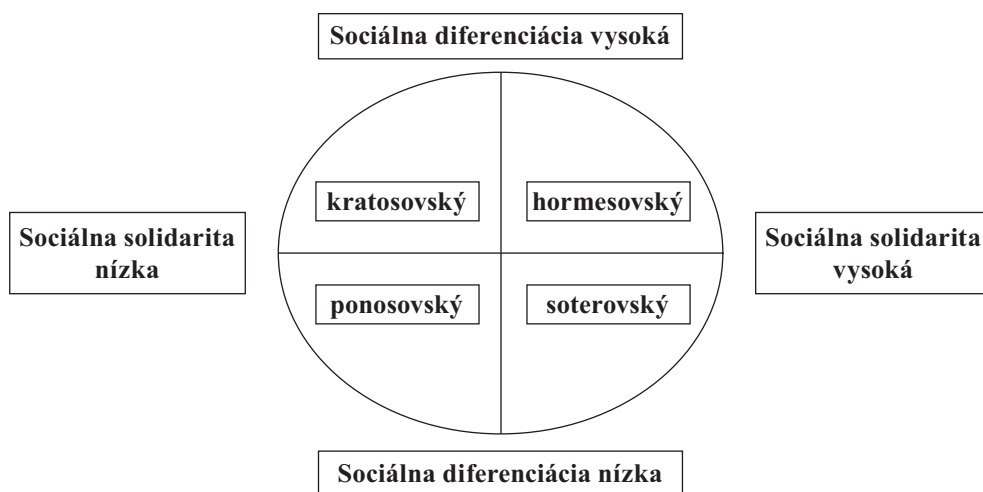 Sociálna diferenciácia vysoká
kratosovský
hormesovský
Sociálna solidarita
nízka
Sociálna solidarita
vysoká
ponosovský
soterovský
Sociálna diferenciácia nízka